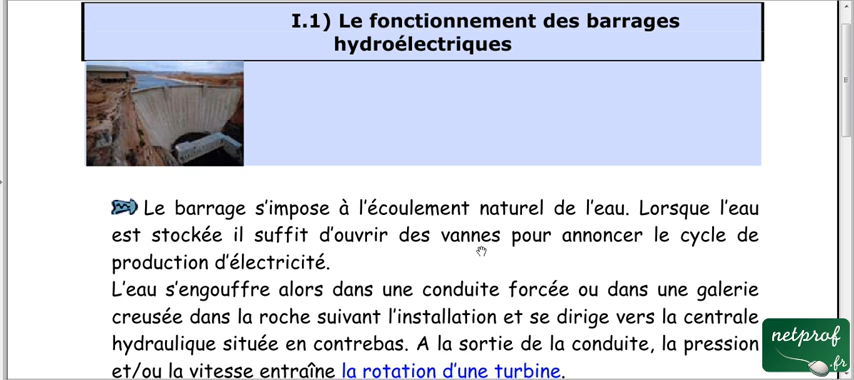 I.1) Le fonctionnement des barrages
hydroélectriques
Le barrage s'impose à l'écoulement naturel de l'eau. Lorsque l'eau
est stockée il suffit d'ouvrir des vannes pour annoncer le cycle de
production d'électricité.
L'eau s'engouffre alors dans une conduite forcée ou dans une galerie
creusée dans la roche suivant l'installation et se dirige vers la centrale
hydraulique située en contrebas. A la sortie de la conduite, la pression
et/ou la vitesse entraîne la rotation d'une turbine.
netprof
.fr